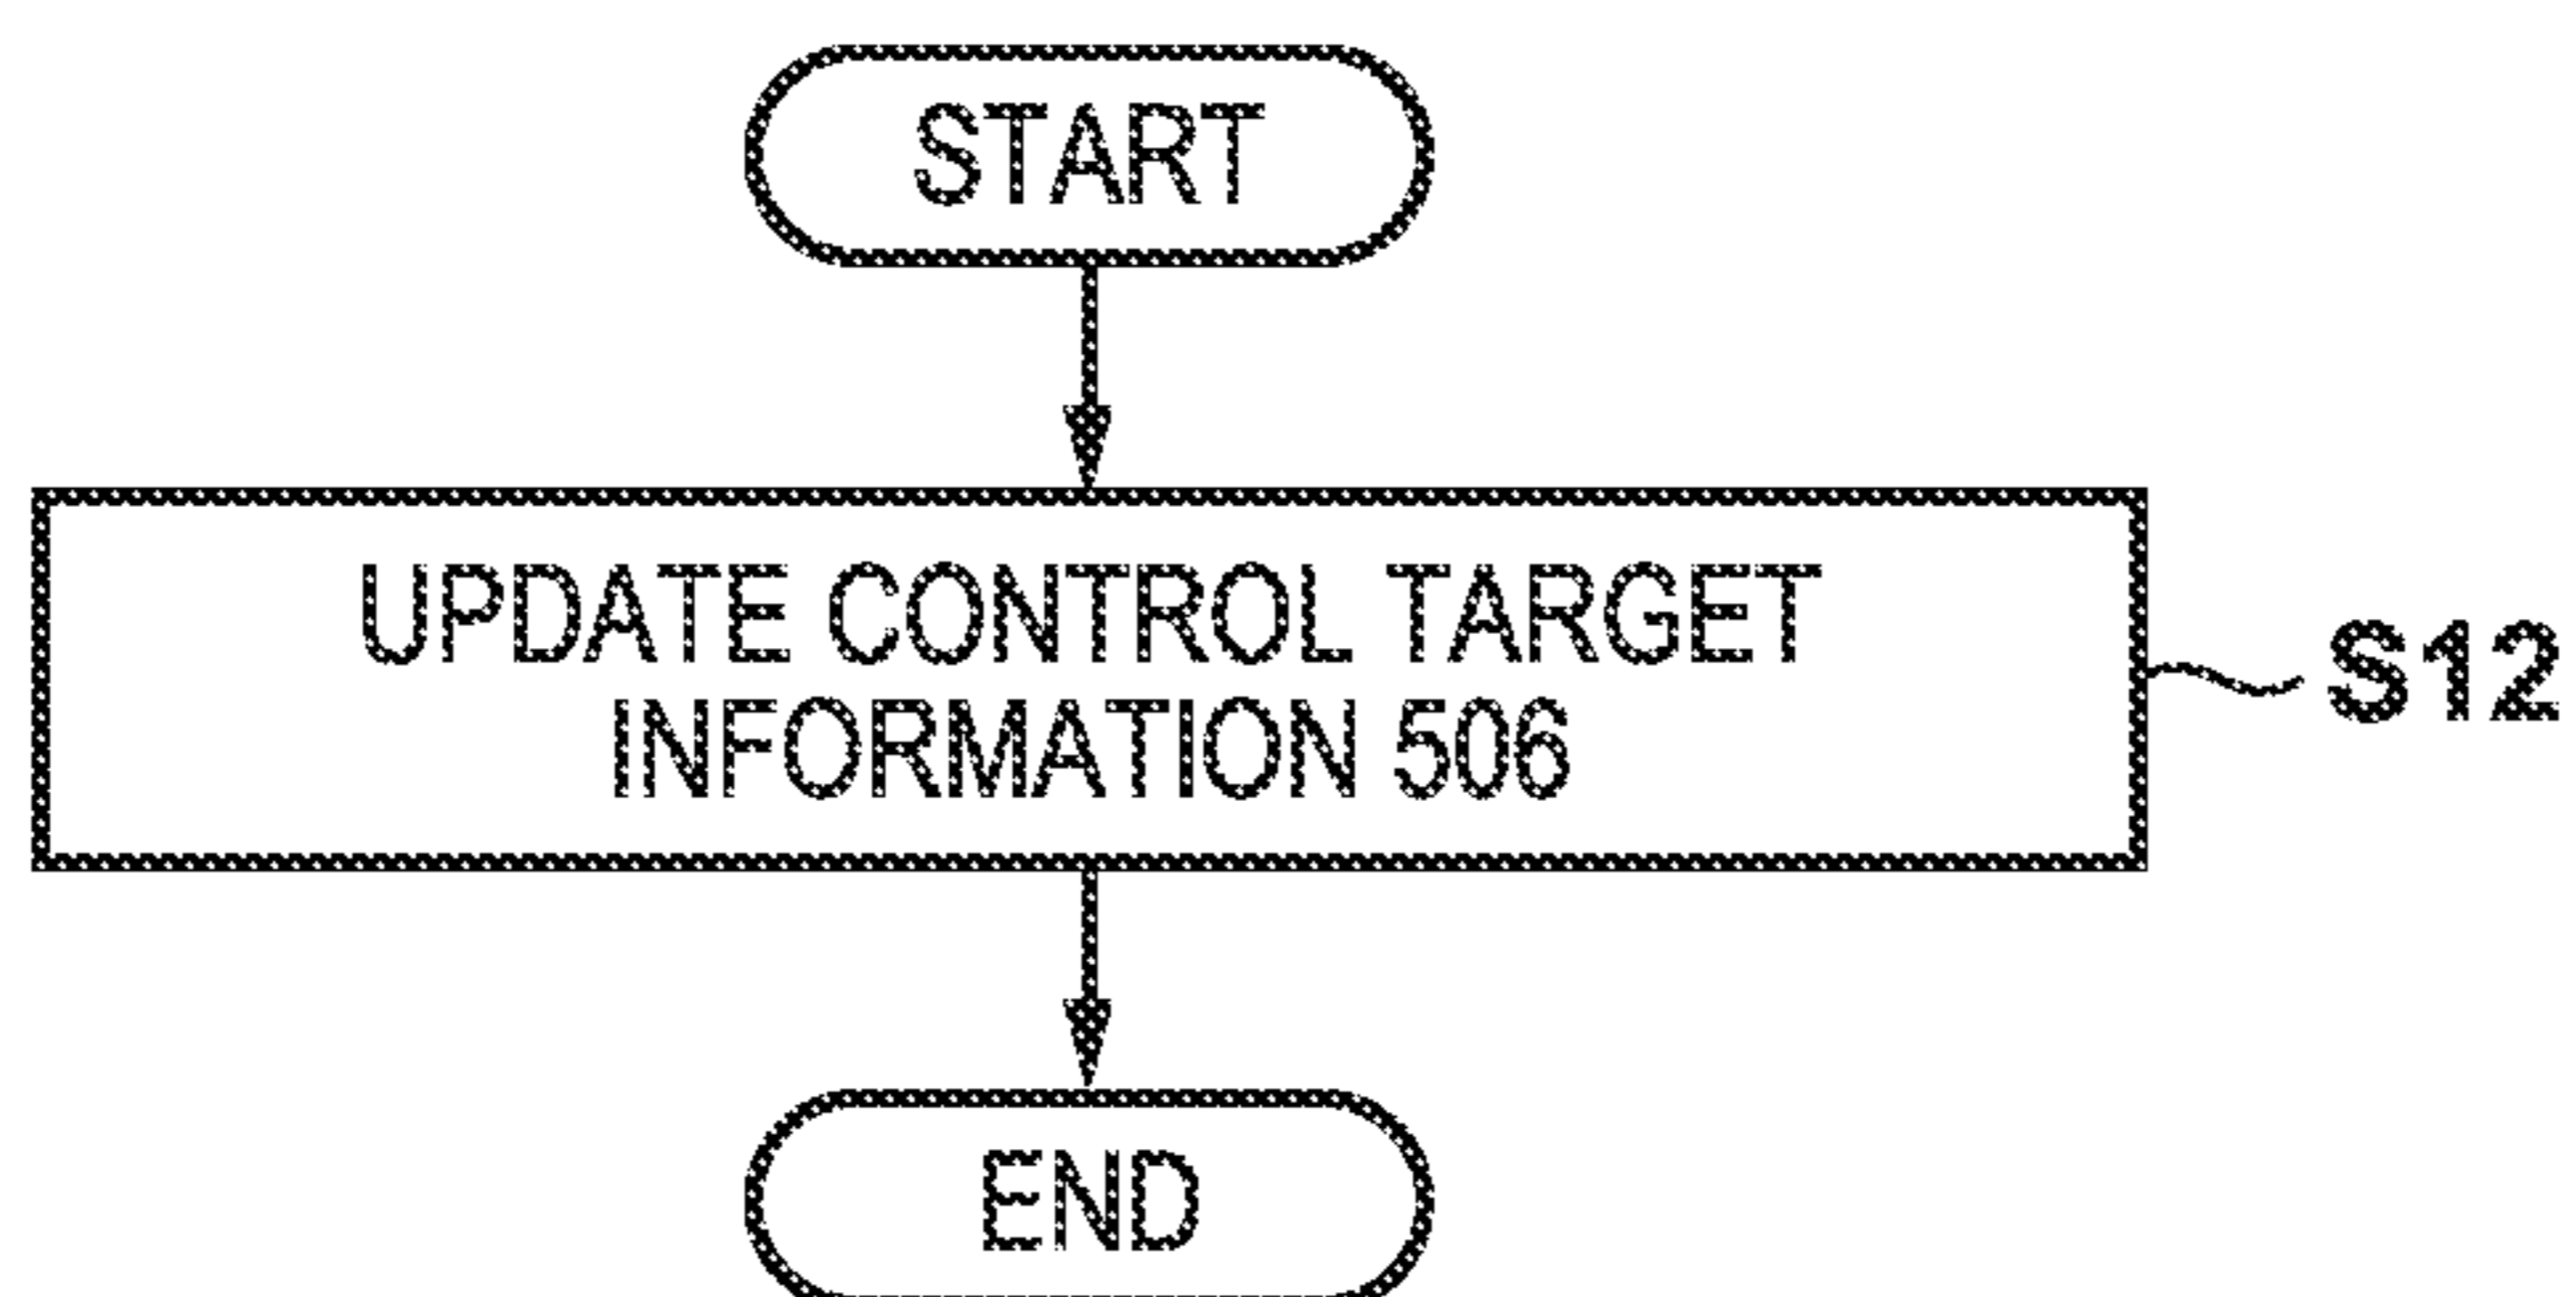 START
UPDATE CONTROL TARGET
INFORMATION 506
S12
END